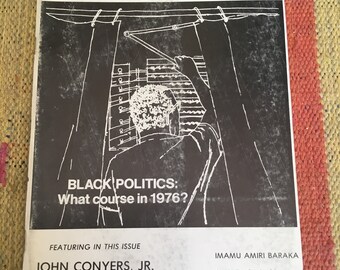 BLACK POLITICS:
What course in 1976?
FEATURING IN THIS ISSUE
IMAMU AMIRI BARAKA
JOHN CONYERS, JR.